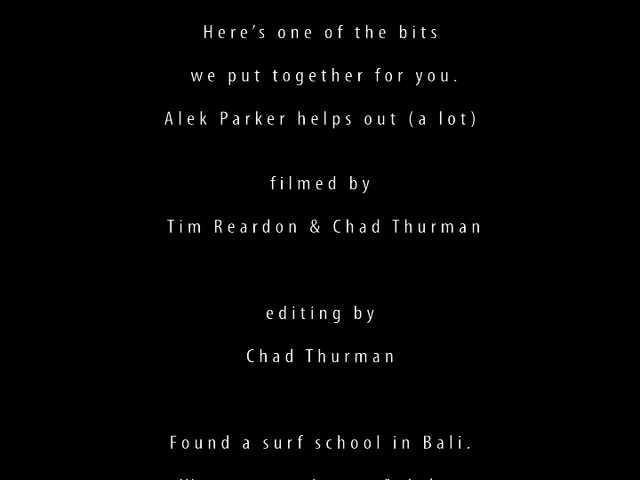 Here's one of the bits
we put together for you.
Alek Parker helps out (a lot)
filmed by
Tim Reardon & Chad Thurman
editing by
Chad Thurman
Found a surf school in Bali.